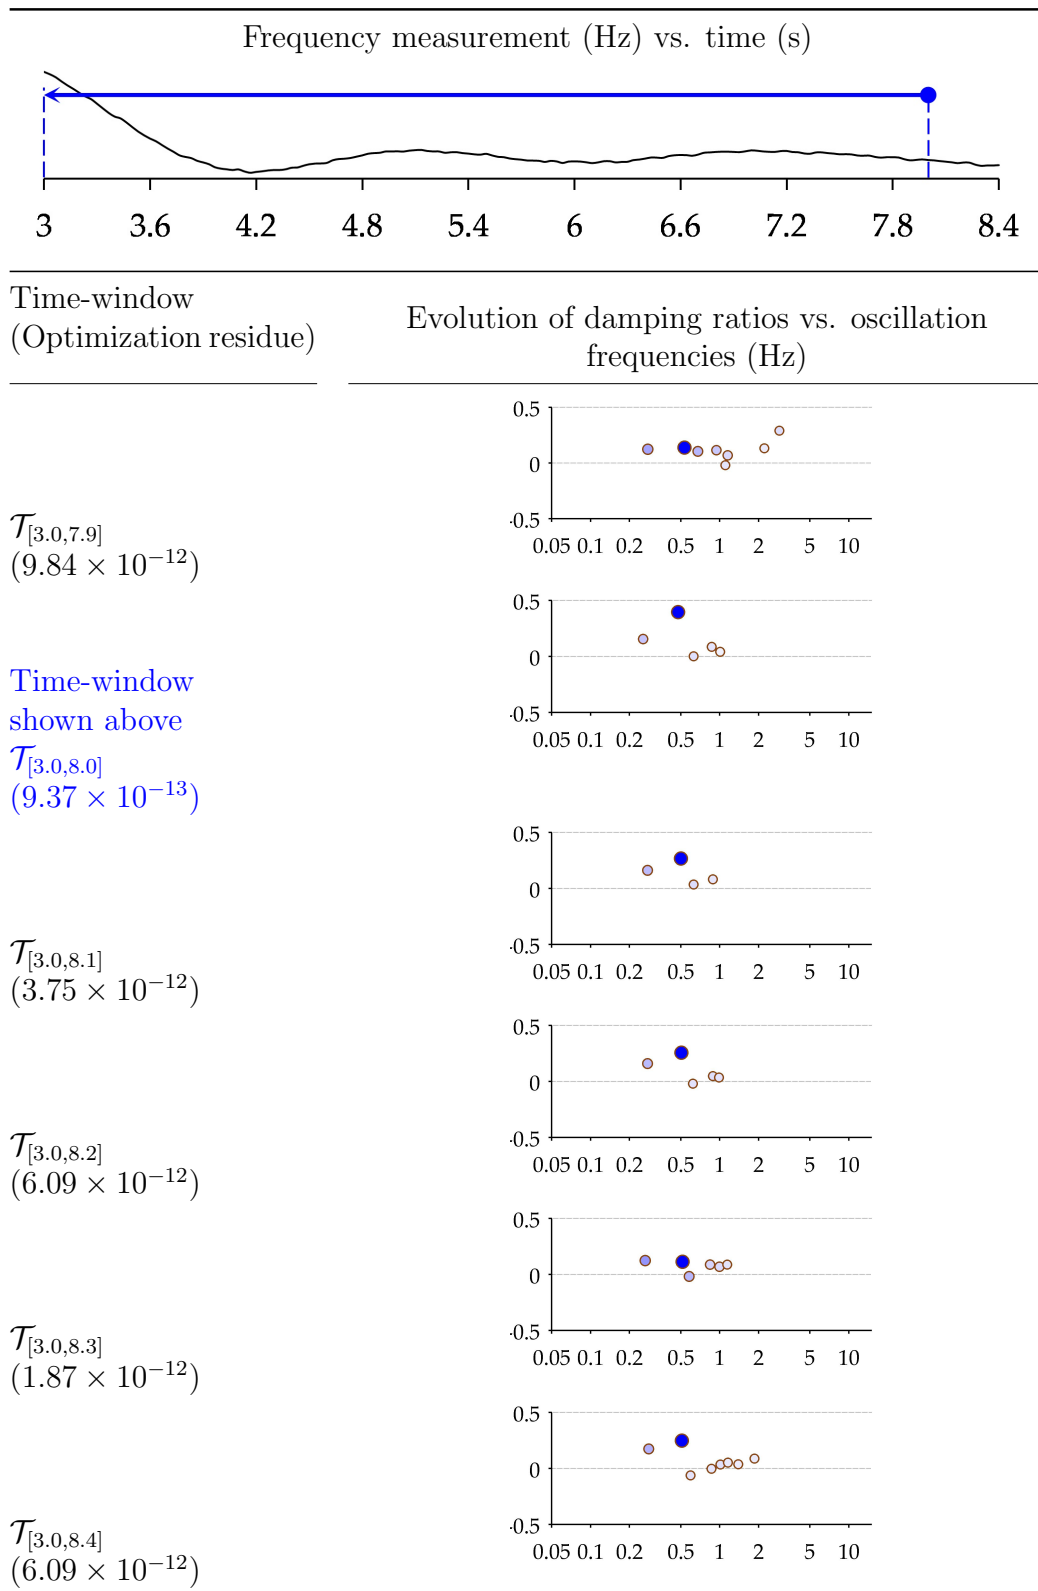 Frequency measurement (Hz) vs. time (s)
3 3.6 4.2 4.8 5.4 6 6.6 7.2 7.8 8.4
Time-window
(Optimization residue)
Evolution of damping ratios vs. oscillation
frequencies (Hz)
0.5
0
-0.5
0.05 0.1 0.2 0.5 1 2 5 10
𝒯[3.0,7.9]
(9.84 × 10⁻¹²)
0.5
0
-0.5
0.05 0.1 0.2 0.5 1 2 5 10
Time-window
shown above
𝒯[3.0,8.0]
(9.37 × 10⁻¹³)
0.5
0
-0.5
0.05 0.1 0.2 0.5 1 2 5 10
𝒯[3.0,8.1]
(3.75 × 10⁻¹²)
0.5
0
-0.5
0.05 0.1 0.2 0.5 1 2 5 10
𝒯[3.0,8.2]
(6.09 × 10⁻¹²)
0.5
0
-0.5
0.05 0.1 0.2 0.5 1 2 5 10
𝒯[3.0,8.3]
(1.87 × 10⁻¹²)
0.5
0
-0.5
0.05 0.1 0.2 0.5 1 2 5 10
𝒯[3.0,8.4]
(6.09 × 10⁻¹²)